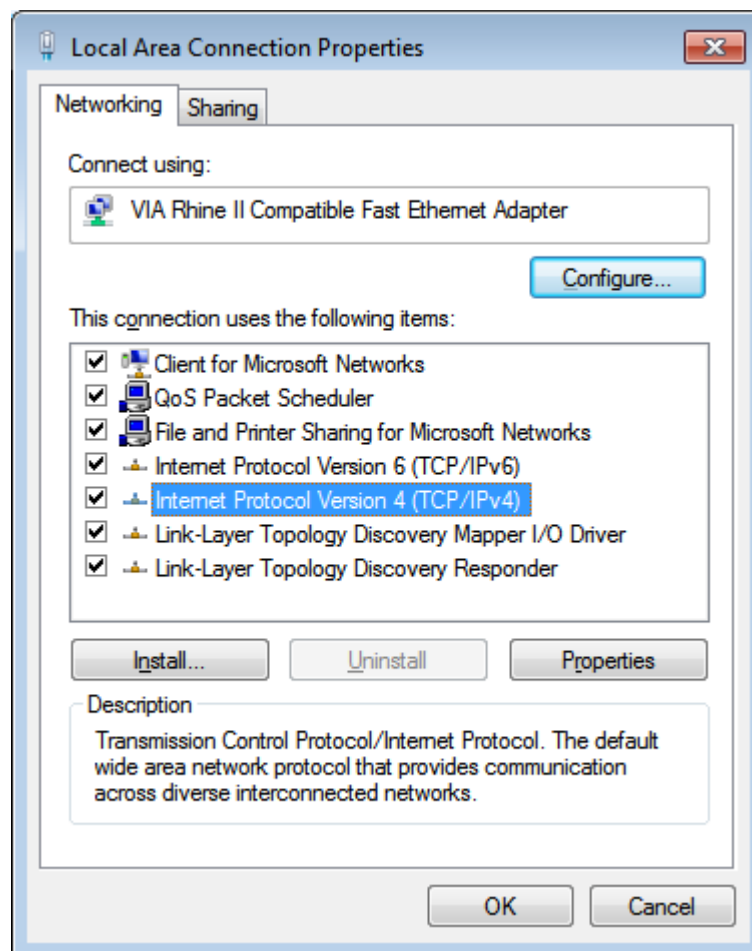 Local Area Connection Properties
Networking
Sharing
Connect using:
VIA Rhine II Compatible Fast Ethernet Adapter
Configure...
This connection uses the following items:
Client for Microsoft Networks
QoS Packet Scheduler
File and Printer Sharing for Microsoft Networks
Internet Protocol Version 6 (TCP/IPv6)
Internet Protocol Version 4 (TCP/IPv4)
Link-Layer Topology Discovery Mapper I/O Driver
Link-Layer Topology Discovery Responder
Install...
Uninstall
Properties
Description
Transmission Control Protocol/Internet Protocol. The default
wide area network protocol that provides communication
across diverse interconnected networks.
OK
Cancel